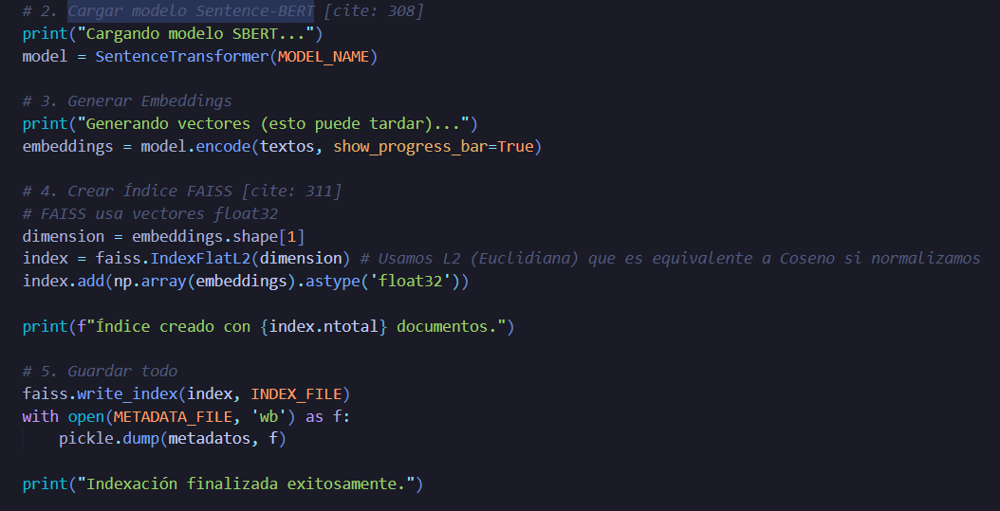 # 2. Cargar modelo Sentence-BERT [cite: 308]
print("Cargando modelo SBERT...")
model = SentenceTransformer(MODEL_NAME)
# 3. Generar Embeddings
print("Generando vectores (esto puede tardar)...")
embeddings = model.encode(textos, show_progress_bar=True)
# 4. Crear Índice FAISS [cite: 311]
# FAISS usa vectores float32
dimension = embeddings.shape[1]
index = faiss.IndexFlatL2(dimension) # Usamos L2 (Euclidiana) que es equivalente a Coseno si normalizamos
index.add(np.array(embeddings).astype('float32'))
print(f"Índice creado con {index.ntotal} documentos.")
# 5. Guardar todo
faiss.write_index(index, INDEX_FILE)
with open(METADATA_FILE, 'wb') as f:
    pickle.dump(metadatos, f)
print("Indexación finalizada exitosamente.")